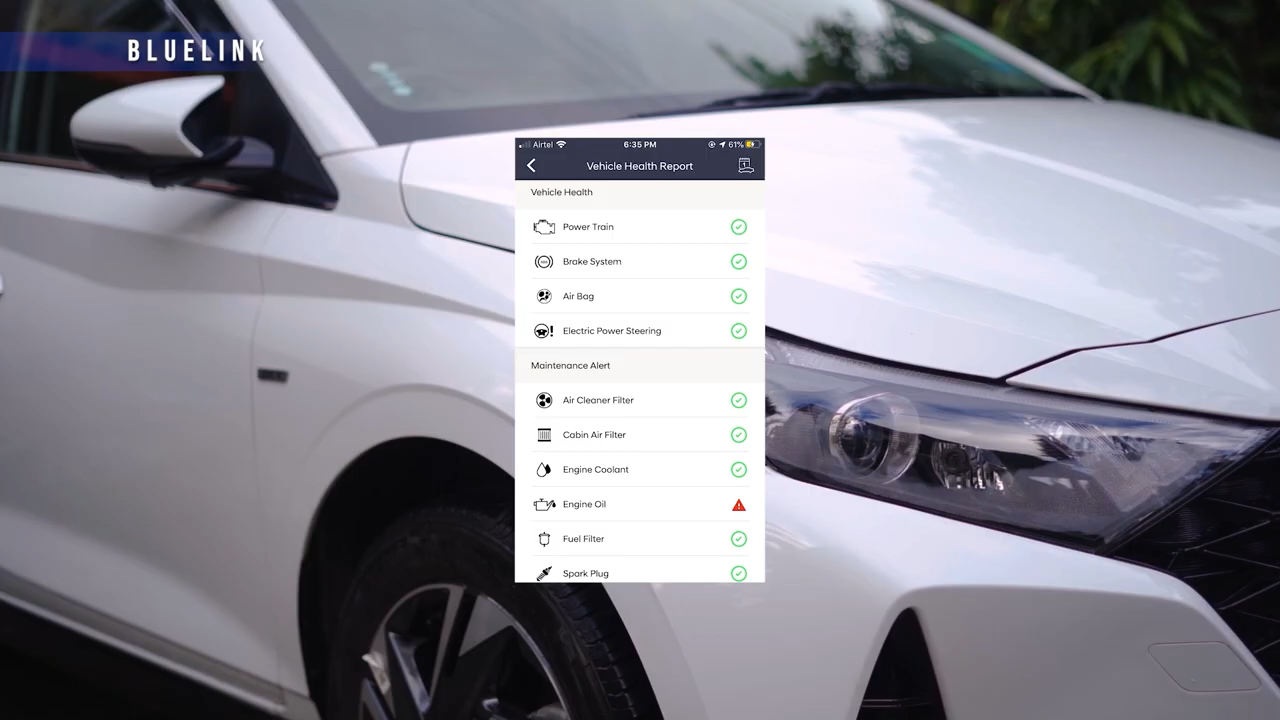 BLUELINK
Airtel 6:35 PM 61%
Vehicle Health Report
Vehicle Health
Power Train
Brake System
Air Bag
Electric Power Steering
Maintenance Alert
Air Cleaner Filter
Cabin Air Filter
Engine Coolant
Engine Oil
Fuel Filter
Spark Plug